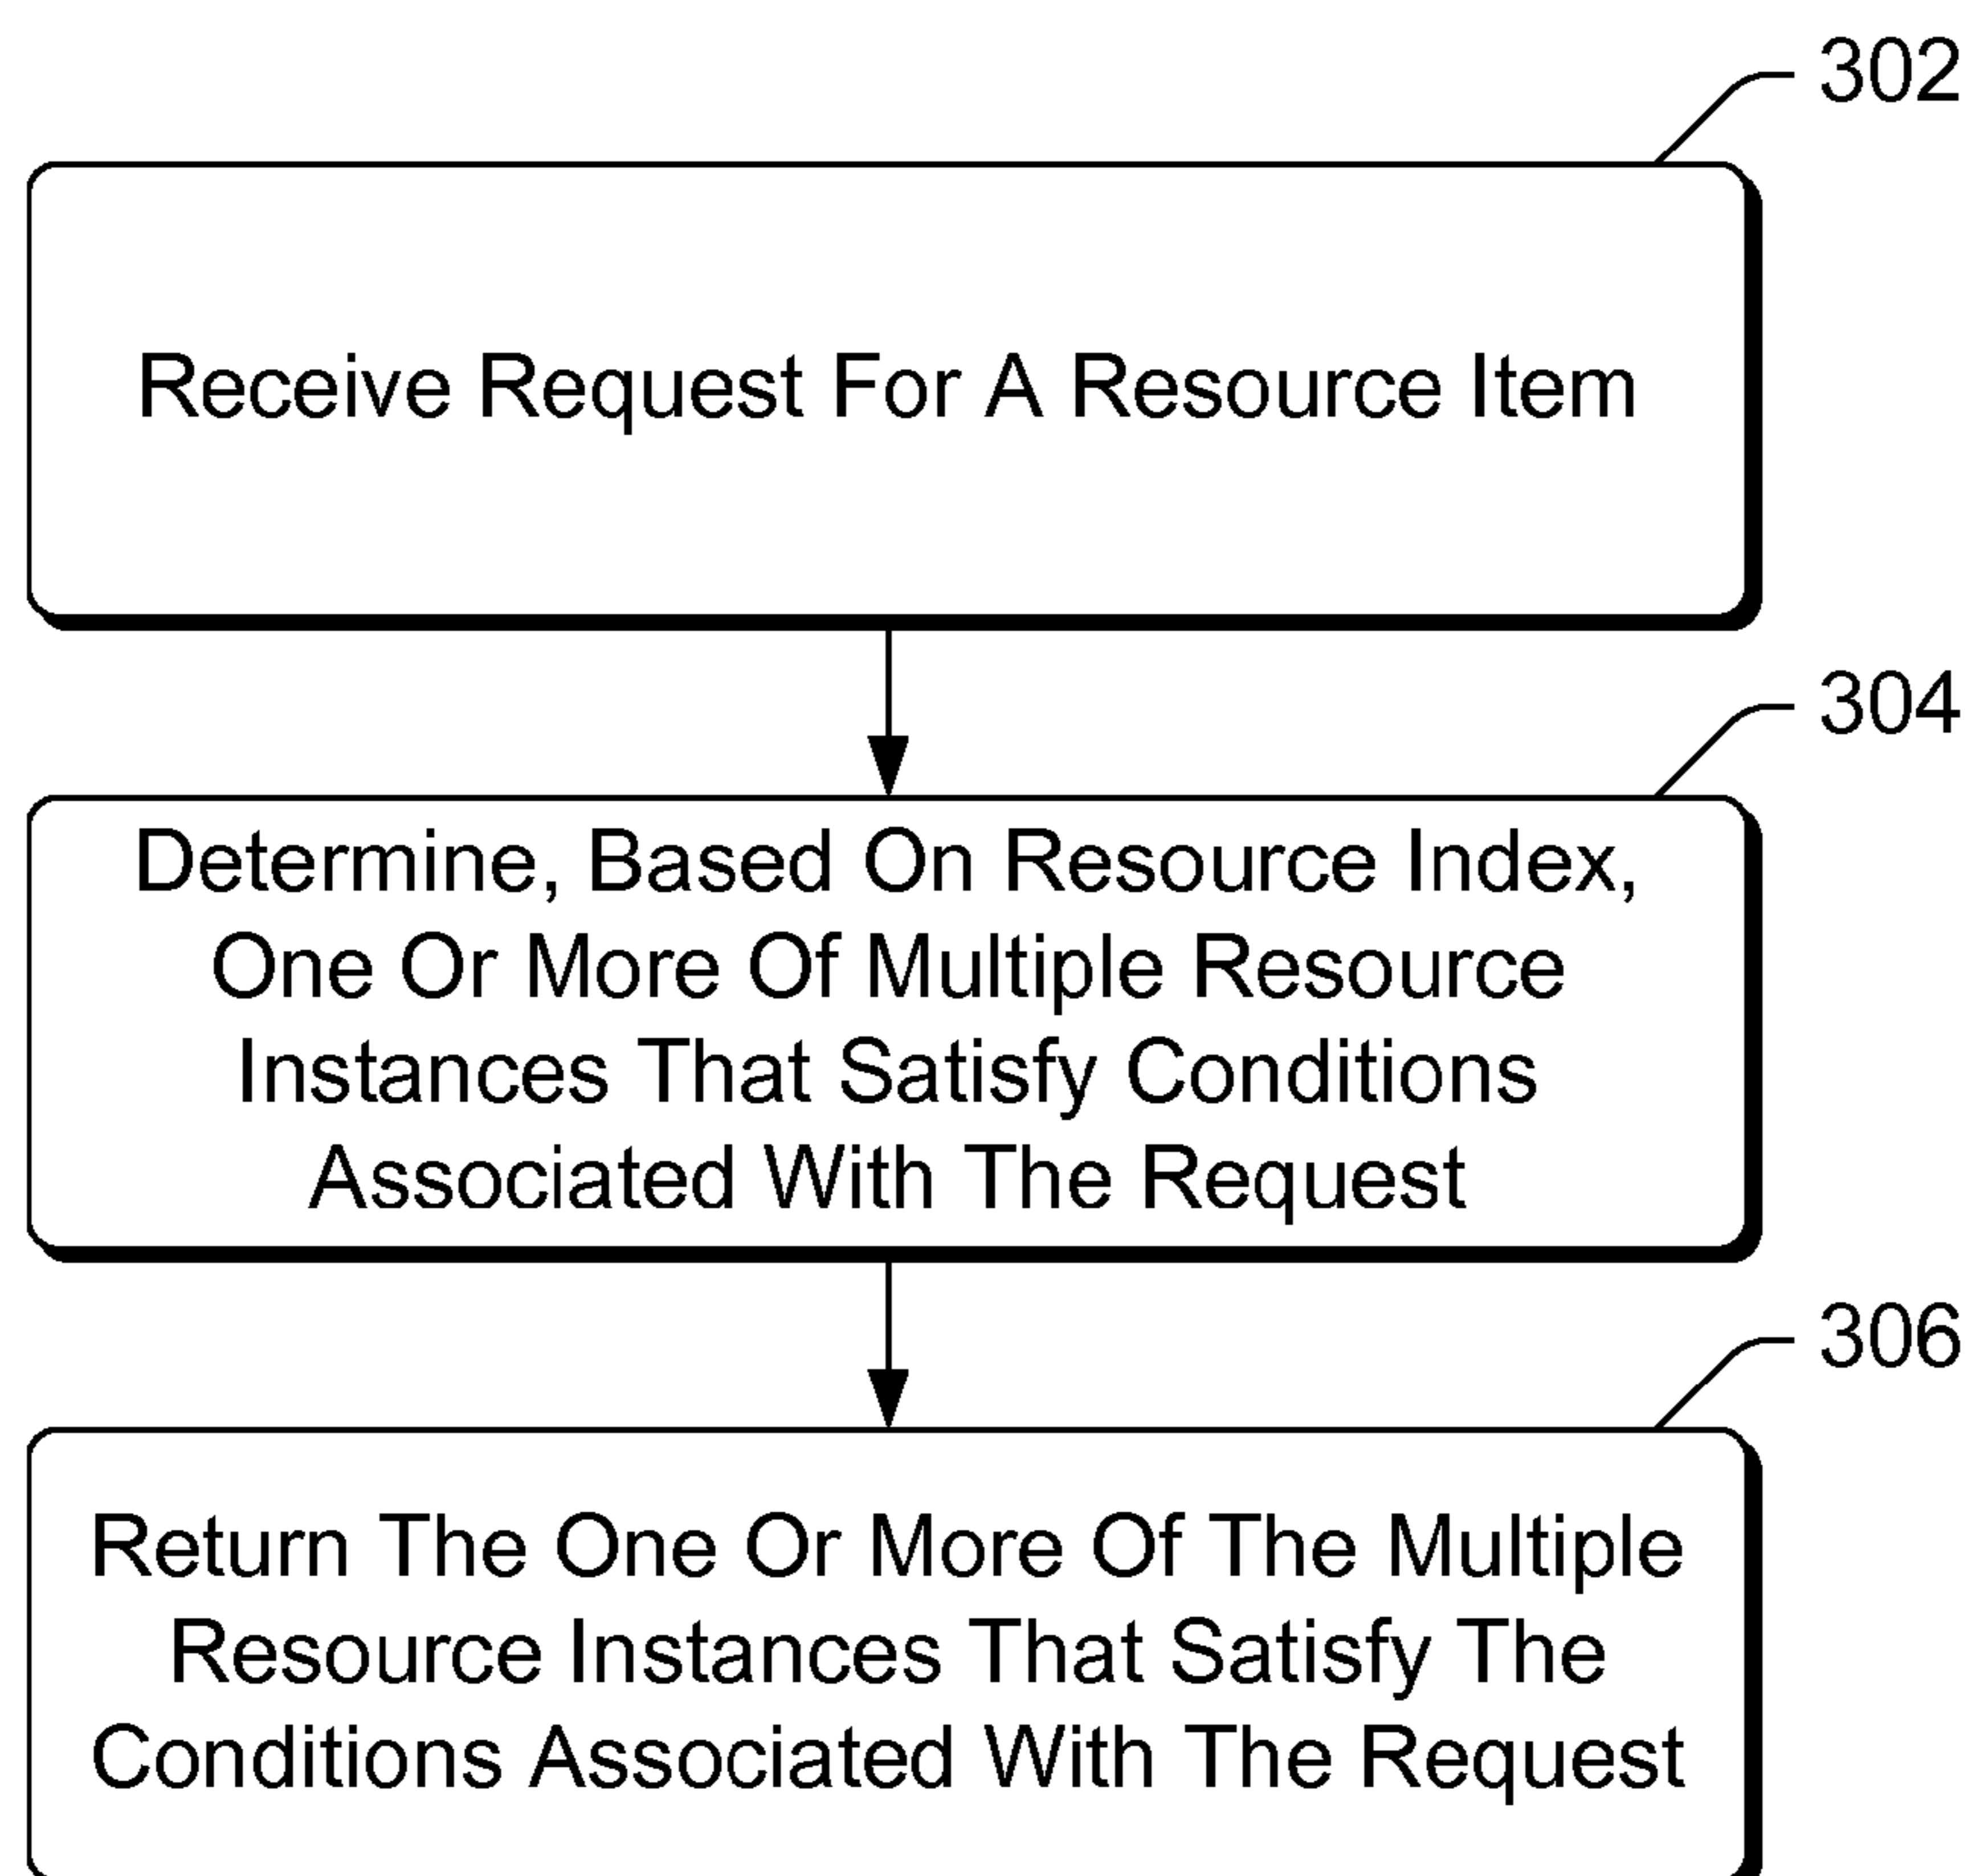 302
Receive Request For A Resource Item
304
Determine, Based On Resource Index,
One Or More Of Multiple Resource
Instances That Satisfy Conditions
Associated With The Request
306
Return The One Or More Of The Multiple
Resource Instances That Satisfy The
Conditions Associated With The Request